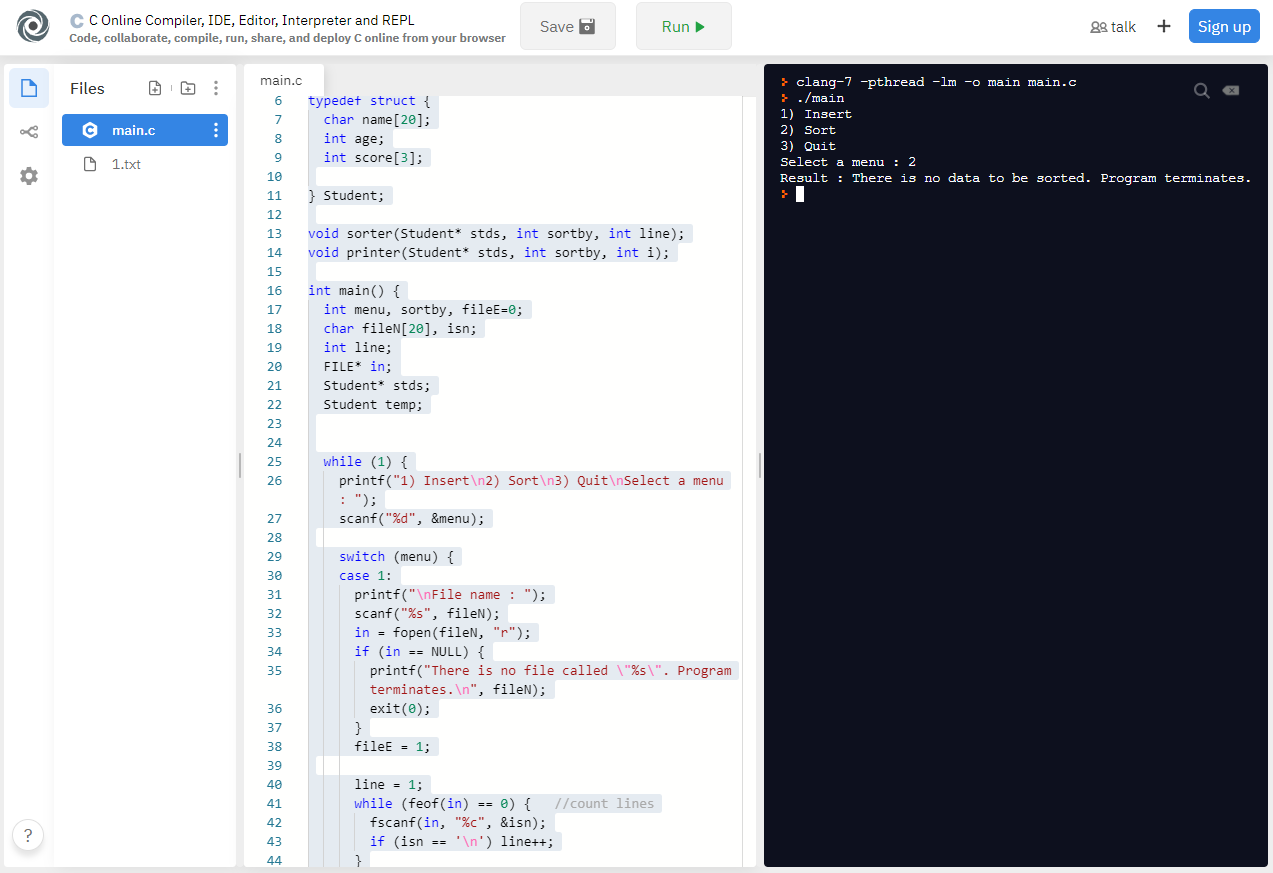 C C Online Compiler, IDE, Editor, Interpreter and REPL
Code, collaborate, compile, run, share, and deploy C online from your browser
Save
Run
talk
+
Sign up
Files
main.c
1.txt
?
main.c
6 typedef struct {
7 char name[20];
8 int age;
9 int score[3];
10
11 } Student;
12
13 void sorter(Student* stds, int sortby, int line);
14 void printer(Student* stds, int sortby, int i);
15
16 int main() {
17 int menu, sortby, fileE=0;
18 char fileN[20], isn;
19 int line;
20 FILE* in;
21 Student* stds;
22 Student temp;
23
24
25 while (1) {
26 printf("1) Insert\n2) Sort\n3) Quit\nSelect a menu
: ");
27 scanf("%d", &menu);
28
29 switch (menu) {
30 case 1:
31 printf("\nFile name : ");
32 scanf("%s", fileN);
33 in = fopen(fileN, "r");
34 if (in == NULL) {
35 printf("There is no file called \"%s\". Program
terminates.\n", fileN);
36 exit(0);
37 }
38 fileE = 1;
39
40 line = 1;
41 while (feof(in) == 0) { //count lines
42 fscanf(in, "%c", &isn);
43 if (isn == '\n') line++;
44 }
clang-7 -pthread -lm -o main main.c
./main
1) Insert
2) Sort
3) Quit
Select a menu : 2
Result : There is no data to be sorted. Program terminates.